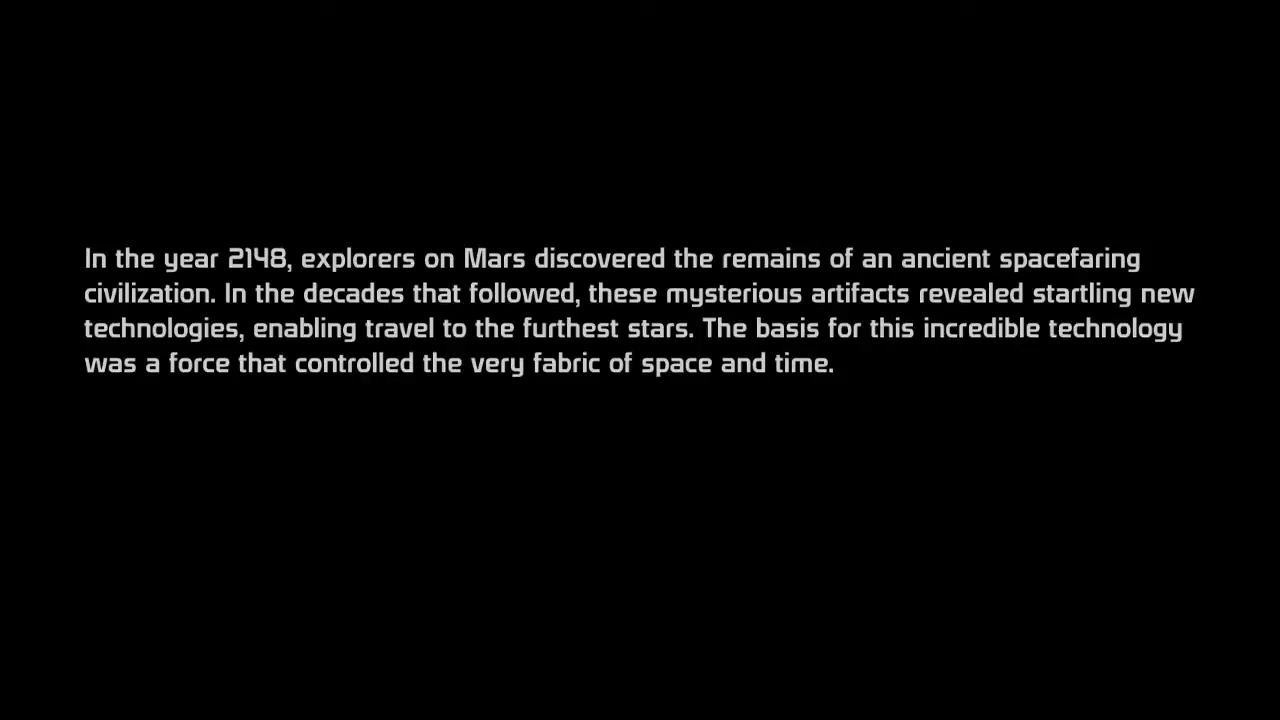 In the year 2148, explorers on Mars discovered the remains of an ancient spacefaring
civilization. In the decades that followed, these mysterious artifacts revealed startling new
technologies, enabling travel to the furthest stars. The basis for this incredible technology
was a force that controlled the very fabric of space and time.